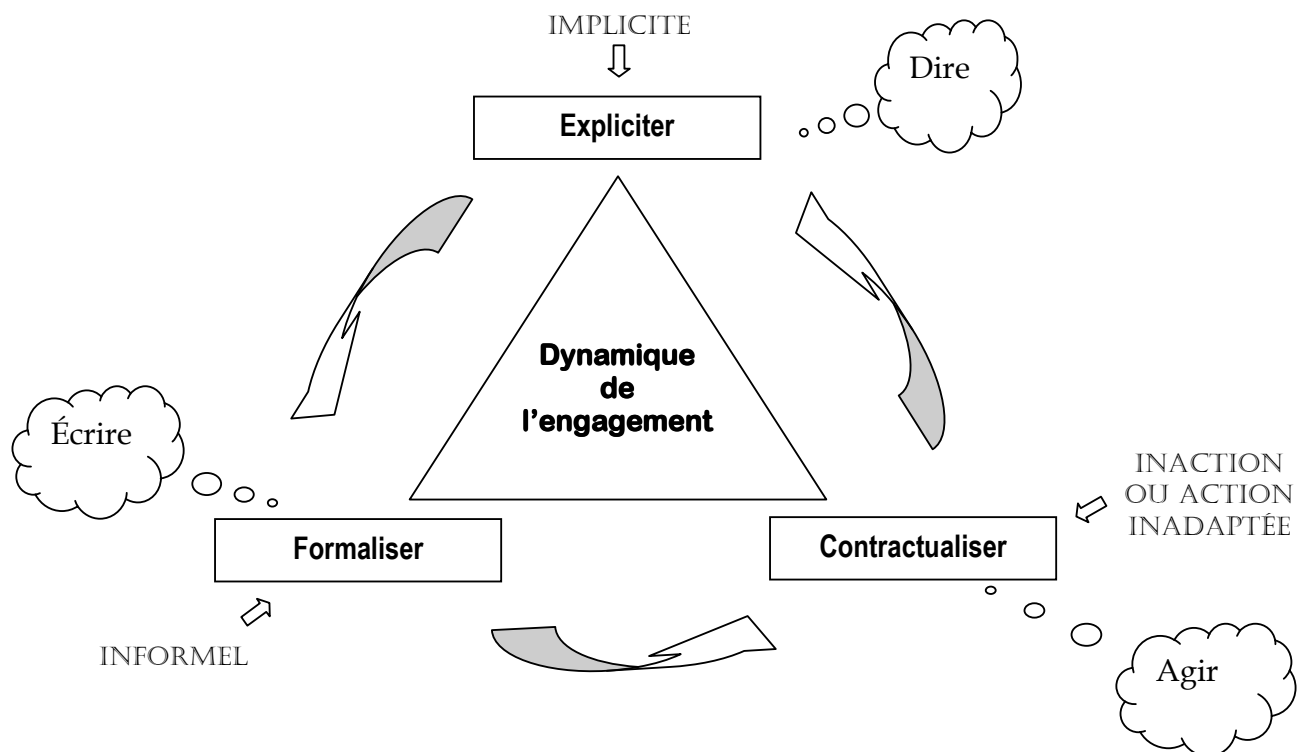 IMPLICITE
Dire
Expliciter
Dynamique
de
l'engagement
Écrire
INACTION
OU ACTION
INADAPTÉE
Formaliser
Contractualiser
INFORMEL
Agir